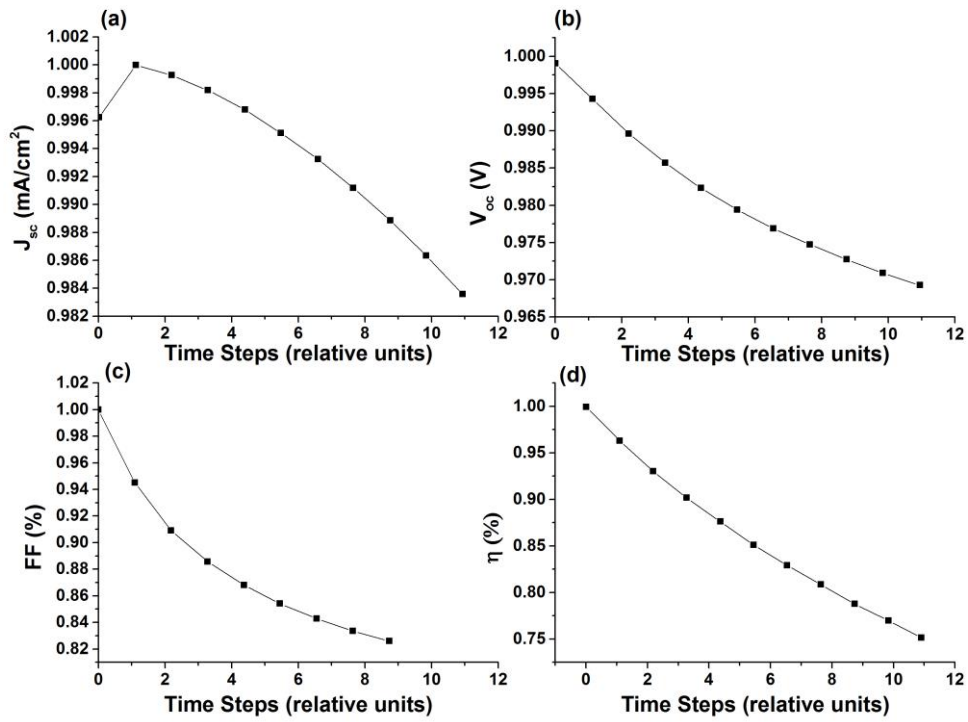 (a)
1.002
1.000
0.998
0.996
0.994
0.992
0.990
0.988
0.986
0.984
0.982
J_sc (mA/cm²)
0 2 4 6 8 10 12
Time Steps (relative units)
(b)
1.000
0.995
0.990
0.985
0.980
0.975
0.970
0.965
V_oc (V)
0 2 4 6 8 10 12
Time Steps (relative units)
(c)
1.02
1.00
0.98
0.96
0.94
0.92
0.90
0.88
0.86
0.84
0.82
FF (%)
0 2 4 6 8 10 12
Time Steps (relative units)
(d)
1.00
0.95
0.90
0.85
0.80
0.75
η (%)
0 2 4 6 8 10 12
Time Steps (relative units)